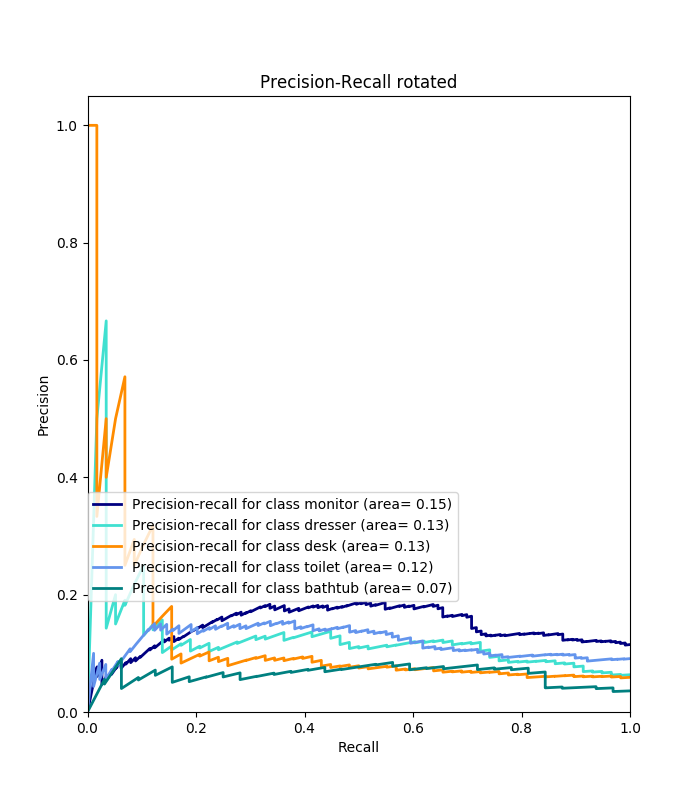 Precision-Recall rotated
1.0
0.8
0.6
0.4
0.2
0.0
Precision
Precision-recall for class monitor (area= 0.15)
Precision-recall for class dresser (area= 0.13)
Precision-recall for class desk (area= 0.13)
Precision-recall for class toilet (area= 0.12)
Precision-recall for class bathtub (area= 0.07)
0.0 0.2 0.4 0.6 0.8 1.0
Recall